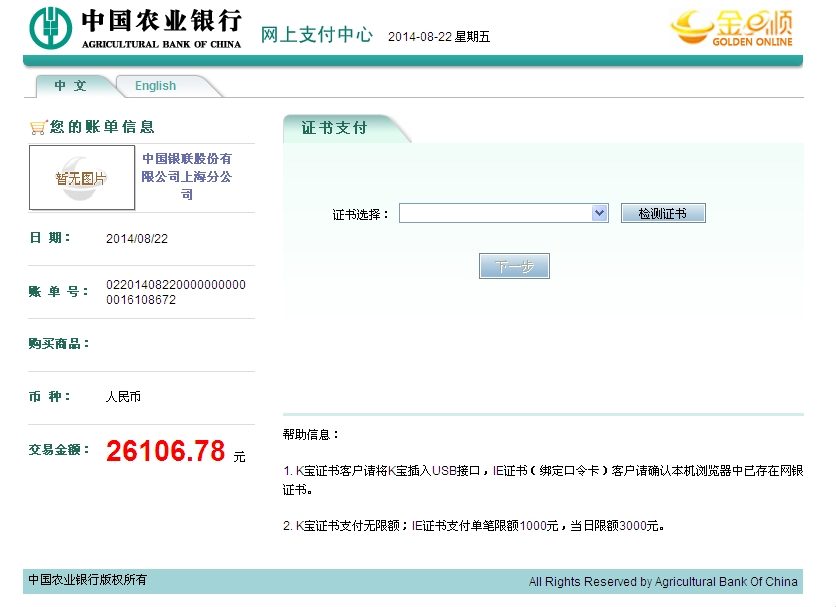 中国农业银行
AGRICULTURAL BANK OF CHINA
网上支付中心
2014-08-22 星期五
金e顺
GOLDEN ONLINE
中 文
English
您的账单信息
暂无图片
中国银联股份有
限公司上海分公
司
日 期：
2014/08/22
账 单 号：
02201408220000000000
0016108672
购买商品：
币 种：
人民币
交易金额：
26106.78 元
证书支付
证书选择：
检测证书
下一步
帮助信息：
1. K宝证书客户请将K宝插入USB接口，IE证书（绑定口令卡）客户请确认本机浏览器中已存在网银
证书。
2. K宝证书支付无限额；IE证书支付单笔限额1000元，当日限额3000元。
中国农业银行版权所有
All Rights Reserved by Agricultural Bank Of China